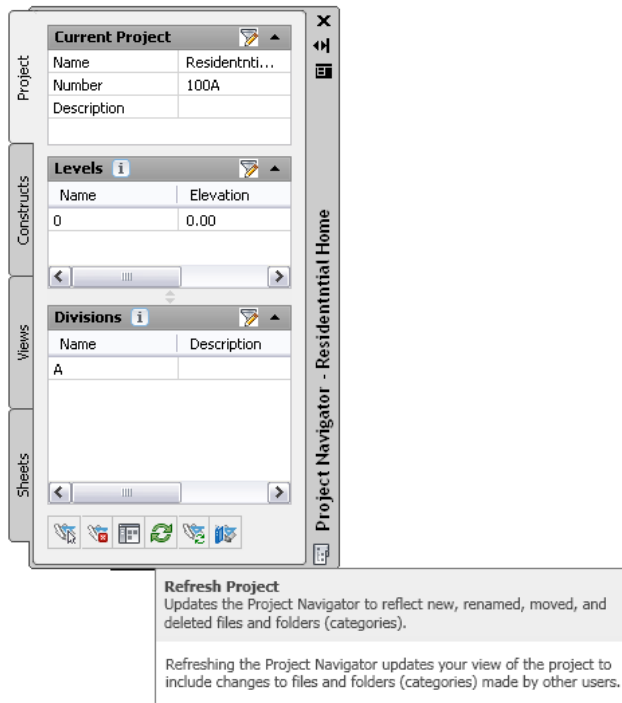 Project
Constructs
Views
Sheets
Current Project
Name Residentnti...
Number 100A
Description
Levels i
Name Elevation
0 0.00
Divisions i
Name Description
A
Project Navigator - Residentntial Home
Refresh Project
Updates the Project Navigator to reflect new, renamed, moved, and
deleted files and folders (categories).
Refreshing the Project Navigator updates your view of the project to
include changes to files and folders (categories) made by other users.